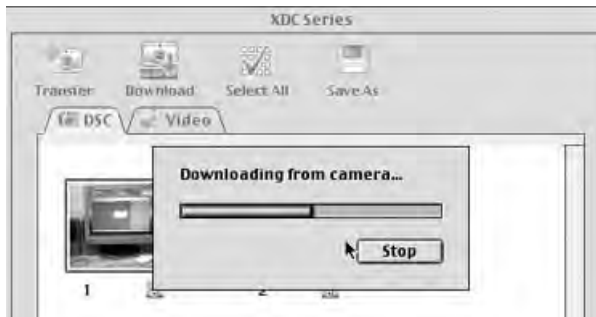 XDC Series
Transfer Download Select All Save As
DSC Video
Downloading from camera...
Stop
1 2